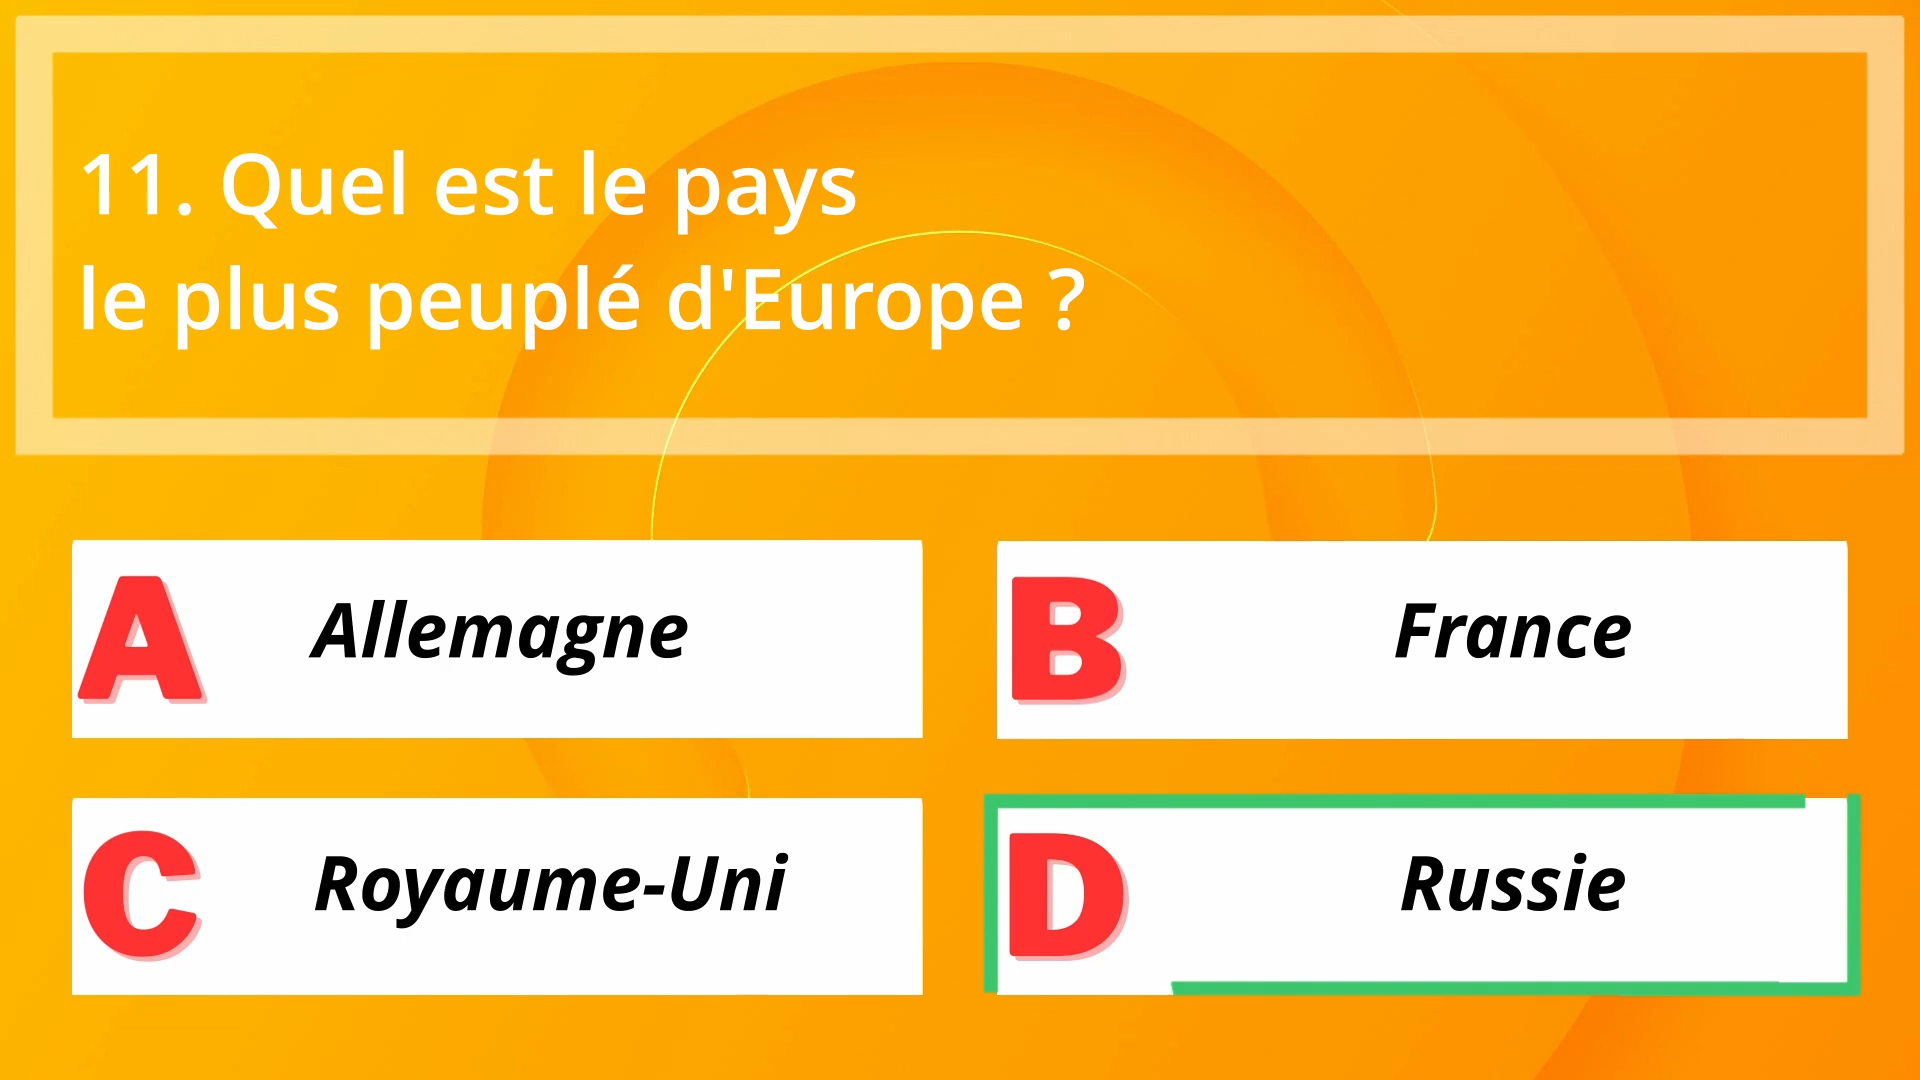 11. Quel est le pays
le plus peuplé d'Europe ?
A Allemagne
B France
C Royaume-Uni
D Russie